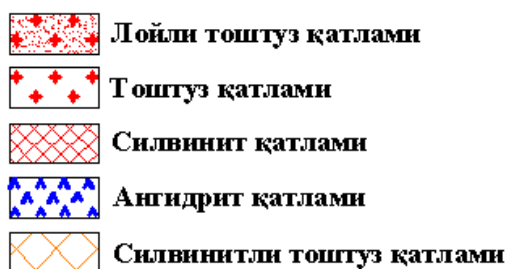 Лойли тоштуз қатлами
Тоштуз қатлами
Силвинит қатлами
Ангидрит қатлами
Силвинитли тоштуз қатлами